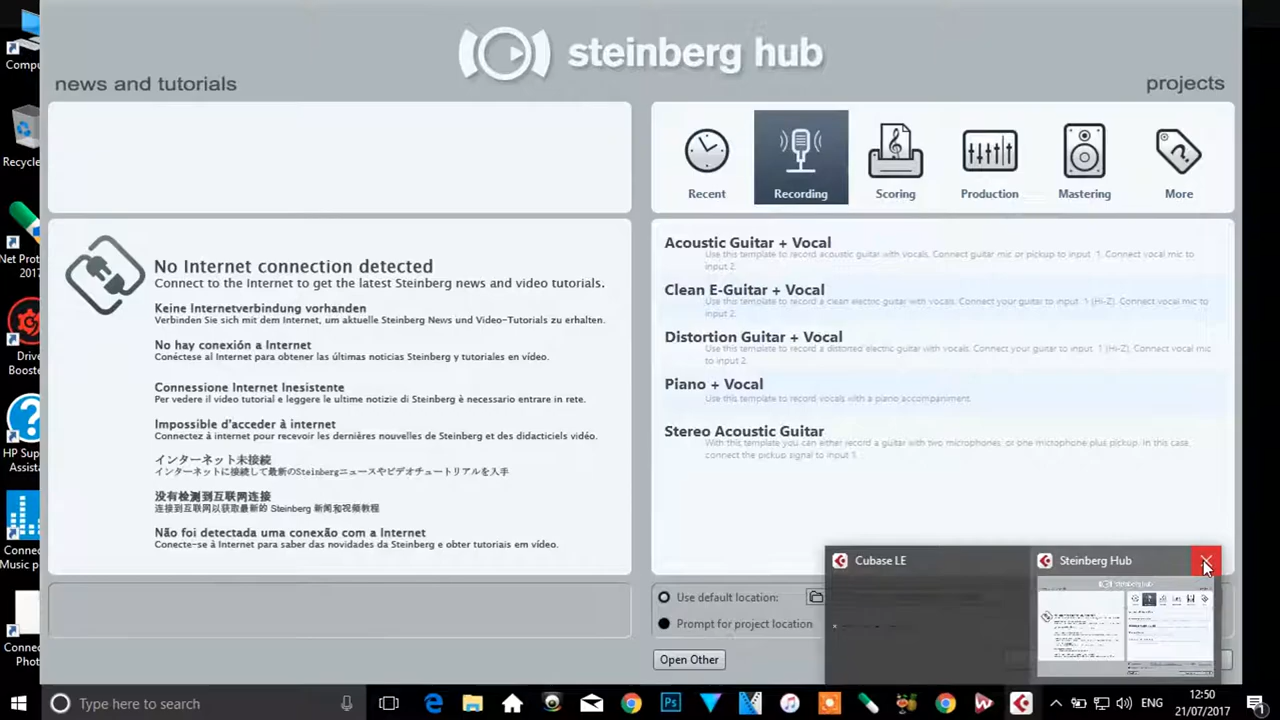 steinberg hub
news and tutorials
projects
Recent
Recording
Scoring
Production
Mastering
More
No Internet connection detected
Connect to the Internet to get the latest Steinberg news and video tutorials.
Keine Internetverbindung vorhanden
Verbinden Sie sich mit dem Internet, um aktuelle Steinberg News und Video-Tutorials zu erhalten.
No hay conexión a Internet
Conéctese al Internet para obtener las últimas noticias Steinberg y tutoriales en vídeo.
Connessione Internet Inesistente
Per vedere il video tutorial e leggere le ultime notizie di Steinberg è necessario entrare in rete.
Impossible d'acceder à internet
Connectez à internet pour recevoir les dernières nouvelles de Steinberg et des didacticiels vidéo.
インターネット未接続
インターネットに接続して最新のSteinbergニュースやビデオチュートリアルを入手
没有检测到互联网连接
连接到互联网以获取最新的 Steinberg 新闻和视频教程
Não foi detectada uma conexão com a Internet
Conecte-se à Internet para saber das novidades da Steinberg e obter tutoriais em vídeo.
Acoustic Guitar + Vocal
Use this template to record acoustic guitar with vocals. Connect guitar mic or pickup to input 1. Connect vocal mic to
input 2.
Clean E-Guitar + Vocal
Use this template to record a clean electric guitar with vocals. Connect your guitar to input 1 (Hi-Z). Connect vocal mic to
input 2.
Distortion Guitar + Vocal
Use this template to record a distorted electric guitar with vocals. Connect your guitar to input 1 (Hi-Z). Connect vocal mic
to input 2.
Piano + Vocal
Use this template to record vocals with a piano accompaniment.
Stereo Acoustic Guitar
With this template you can either record a guitar with two microphones, or one microphone plus pickup. In this case,
connect the pickup signal to input 1.
Use default location:
Prompt for project location
Open Other
Cubase LE
Steinberg Hub
Compu
Recycle
Net Pro
2017
Drive
Booste
HP Sup
Assista
Connec
Music p
Connec
Phot
Type here to search
ENG
12:50
21/07/2017